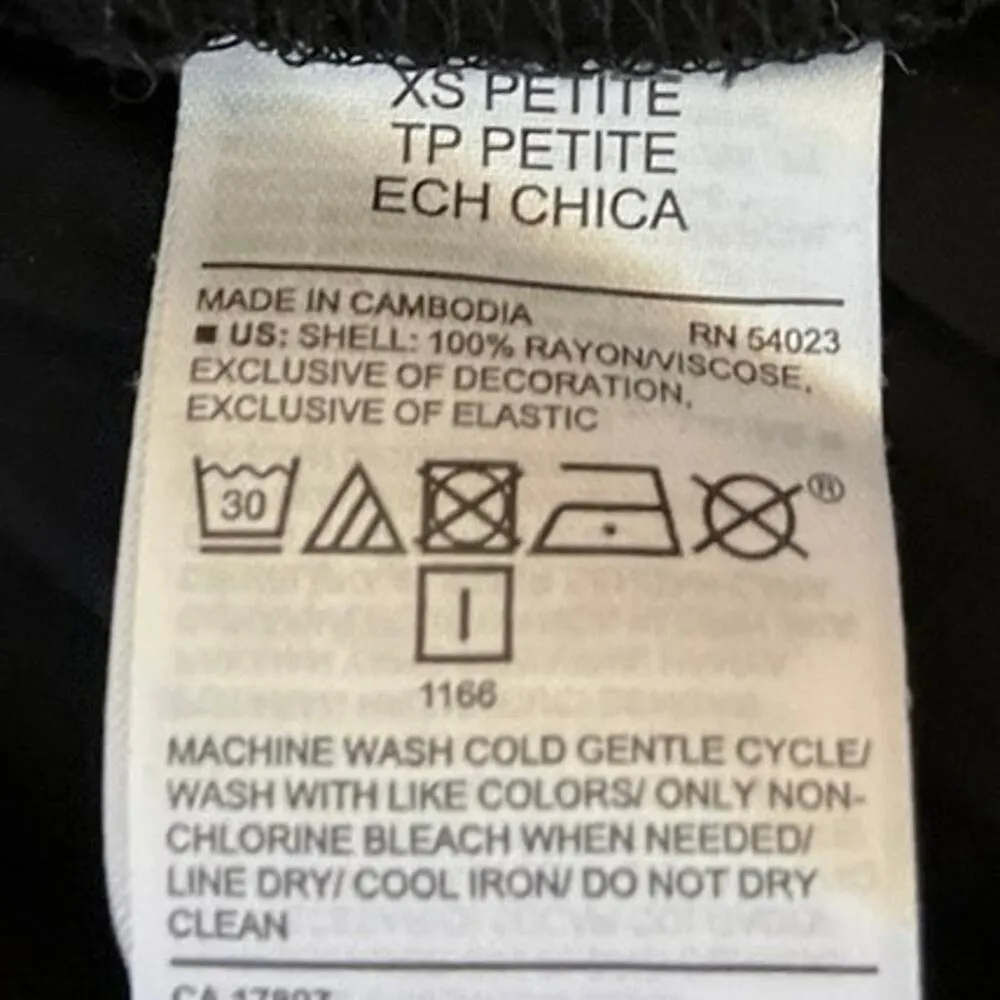 XS PETITE
TP PETITE
ECH CHICA
MADE IN CAMBODIA
RN 54023
■ US: SHELL: 100% RAYON/VISCOSE,
EXCLUSIVE OF DECORATION,
EXCLUSIVE OF ELASTIC
30
®
1166
MACHINE WASH COLD GENTLE CYCLE/
WASH WITH LIKE COLORS/ ONLY NON-
CHLORINE BLEACH WHEN NEEDED/
LINE DRY/ COOL IRON/ DO NOT DRY
CLEAN
CA 17897